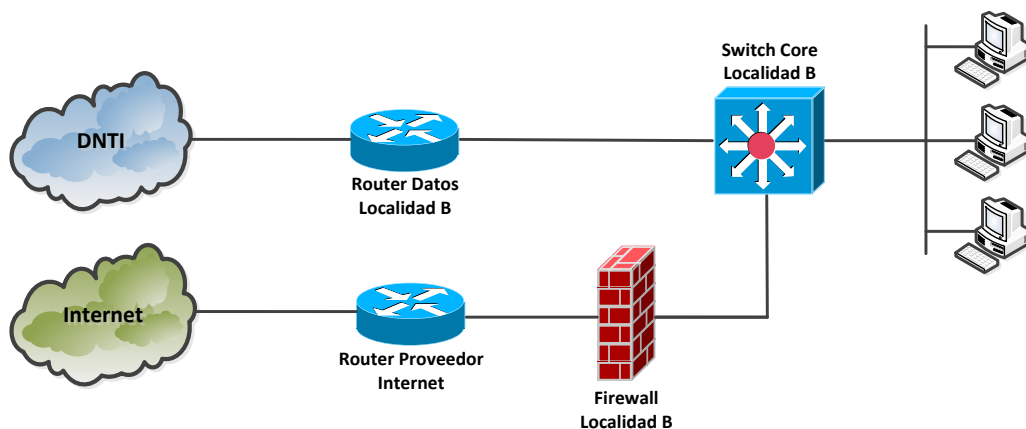 Switch Core
Localidad B
DNTI
Router Datos
Localidad B
Internet
Router Proveedor
Internet
Firewall
Localidad B